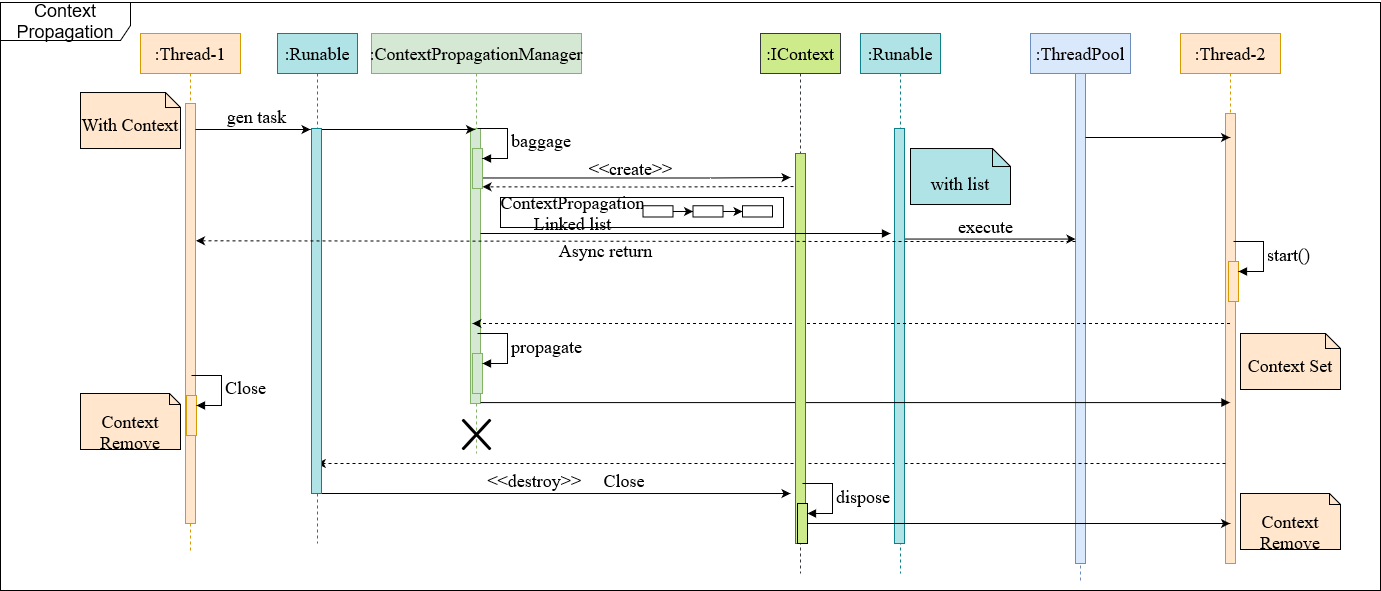 Context
Propagation
:Thread-1
:Runable
:ContextPropagationManager
:IContext
:Runable
:ThreadPool
:Thread-2
With Context
gen task
baggage
<<create>>
with list
ContextPropagation
Linked list
execute
Async return
start()
propagate
Context Set
Close
Context
Remove
<<destroy>> Close
dispose
Context
Remove